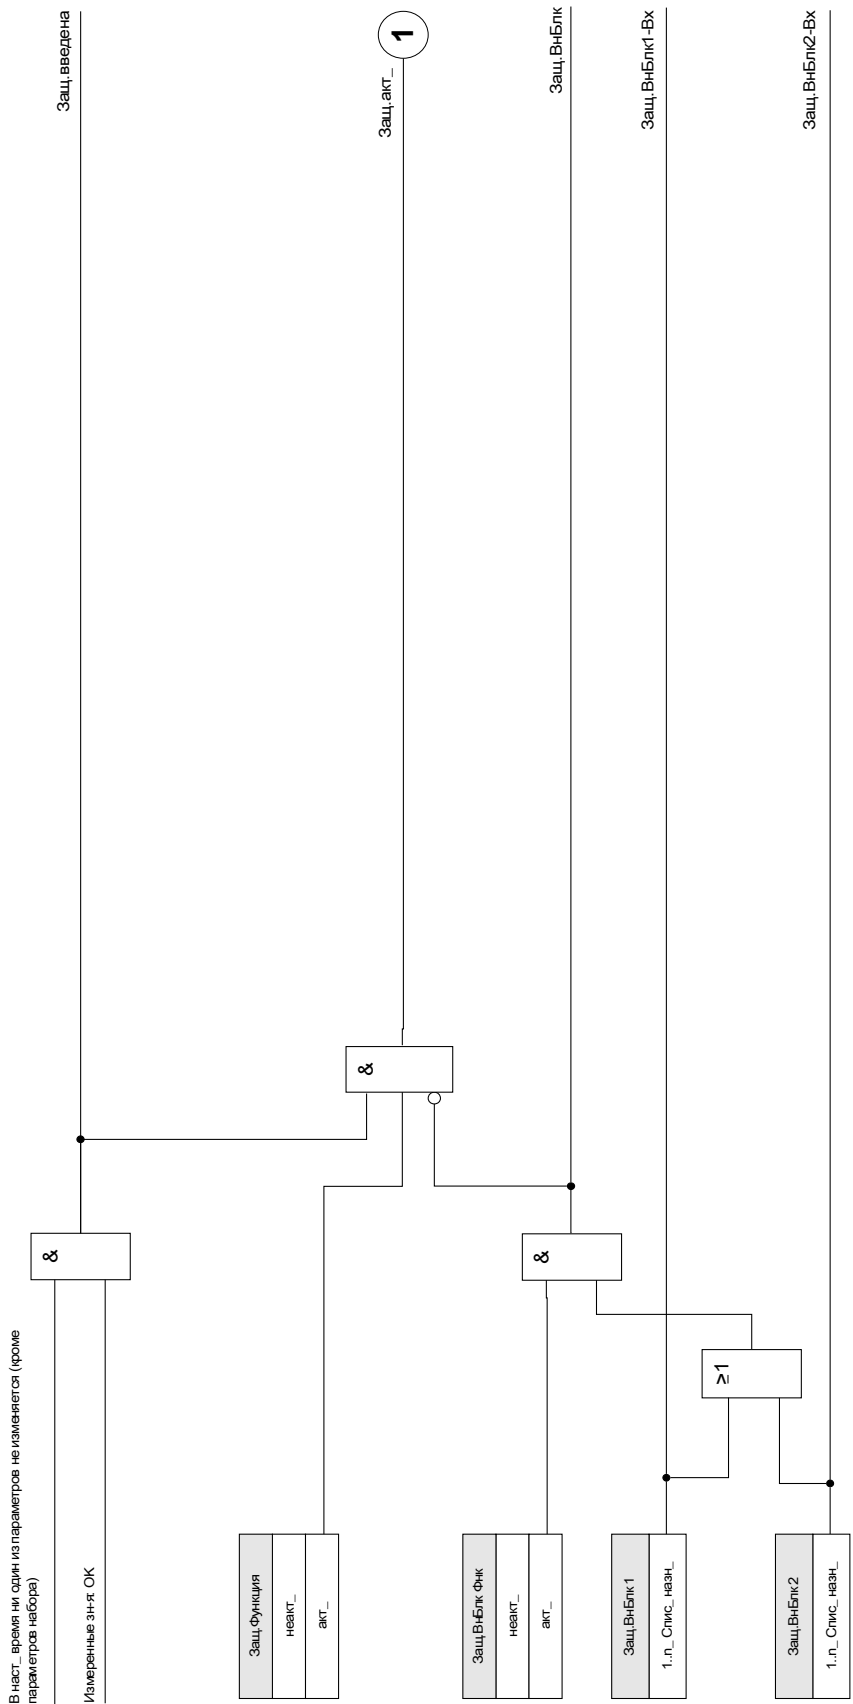 В наст_ время ни один из параметров не изменяется (кроме
параметров набора)
Измеренные зн-я: OK
&
Защ.введена
Защ.Функция
неакт_
акт_
&
Защ.акт_
1
Защ.ВнБлк Фнк
неакт_
акт_
&
Защ.ВнБлк
Защ.ВнБлк1
1..n_ Спис_ назн_
≥1
Защ.ВнБлк1-Вх
Защ.ВнБлк2
1..n_ Спис_ назн_
Защ.ВнБлк2-Вх